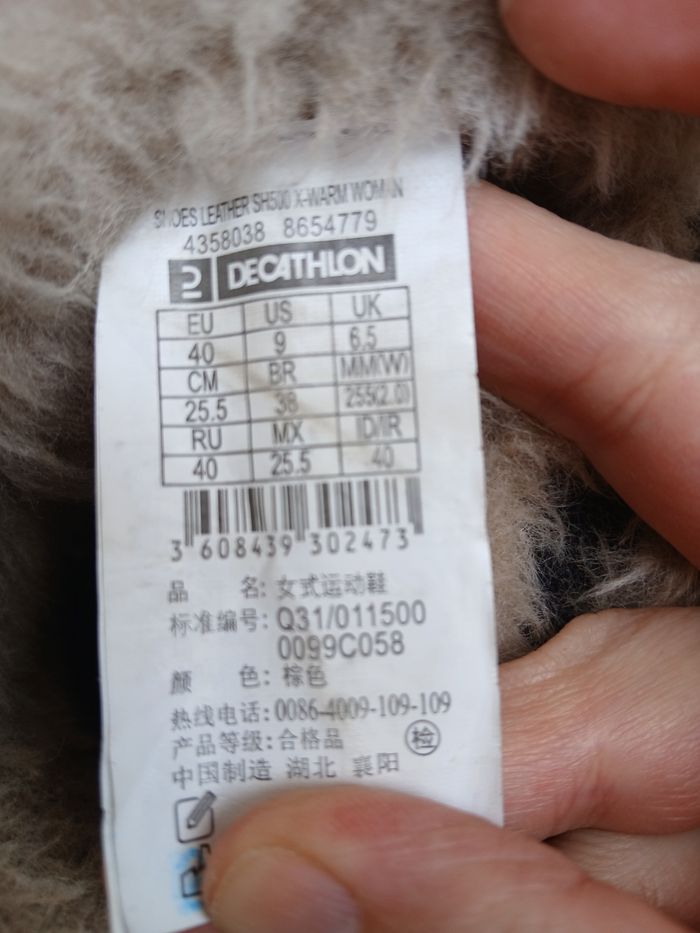 SHOES LEATHER SH500 X-WARM WOMAN
4358038 8654779
DECATHLON
EU US UK
40 9 6.5
CM BR MM(W)
25.5 38 255(2.0)
RU MX ID/IR
40 25.5 40
3 608439 302473
品 名: 女式运动鞋
标准编号: Q31/011500
0099C058
颜 色: 棕色
热线电话: 0086-4009-109-109
产品等级: 合格品 检
中国制造 湖北 襄阳